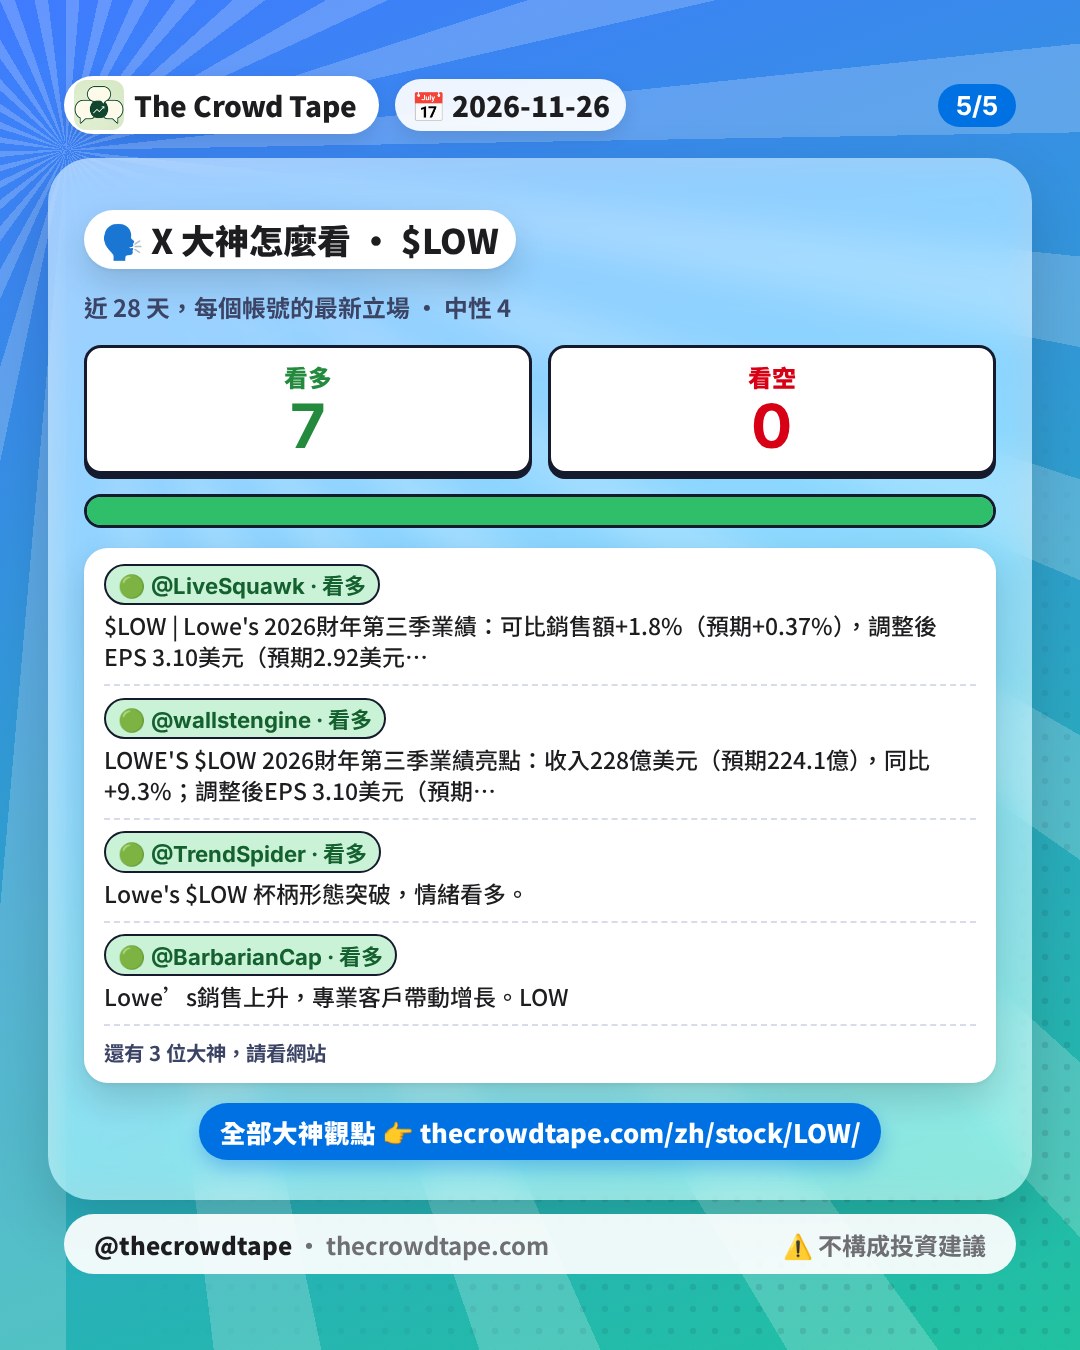 The Crowd Tape
📅 2026-11-26
5/5
🗣️ X 大神怎麼看 · $LOW
近 28 天，每個帳號的最新立場 · 中性 4
看多
7
看空
0
🟢 @LiveSquawk · 看多
$LOW | Lowe's 2026財年第三季業績：可比銷售額+1.8%（預期+0.37%），調整後
EPS 3.10美元（預期2.92美元…
🟢 @wallstengine · 看多
LOWE'S $LOW 2026財年第三季業績亮點：收入228億美元（預期224.1億），同比
+9.3%；調整後EPS 3.10美元（預期…
🟢 @TrendSpider · 看多
Lowe's $LOW 杯柄形態突破，情緒看多。
🟢 @BarbarianCap · 看多
Lowe’s銷售上升，專業客戶帶動增長。LOW
還有 3 位大神，請看網站
全部大神觀點 👉 thecrowdtape.com/zh/stock/LOW/
@thecrowdtape · thecrowdtape.com
⚠️ 不構成投資建議